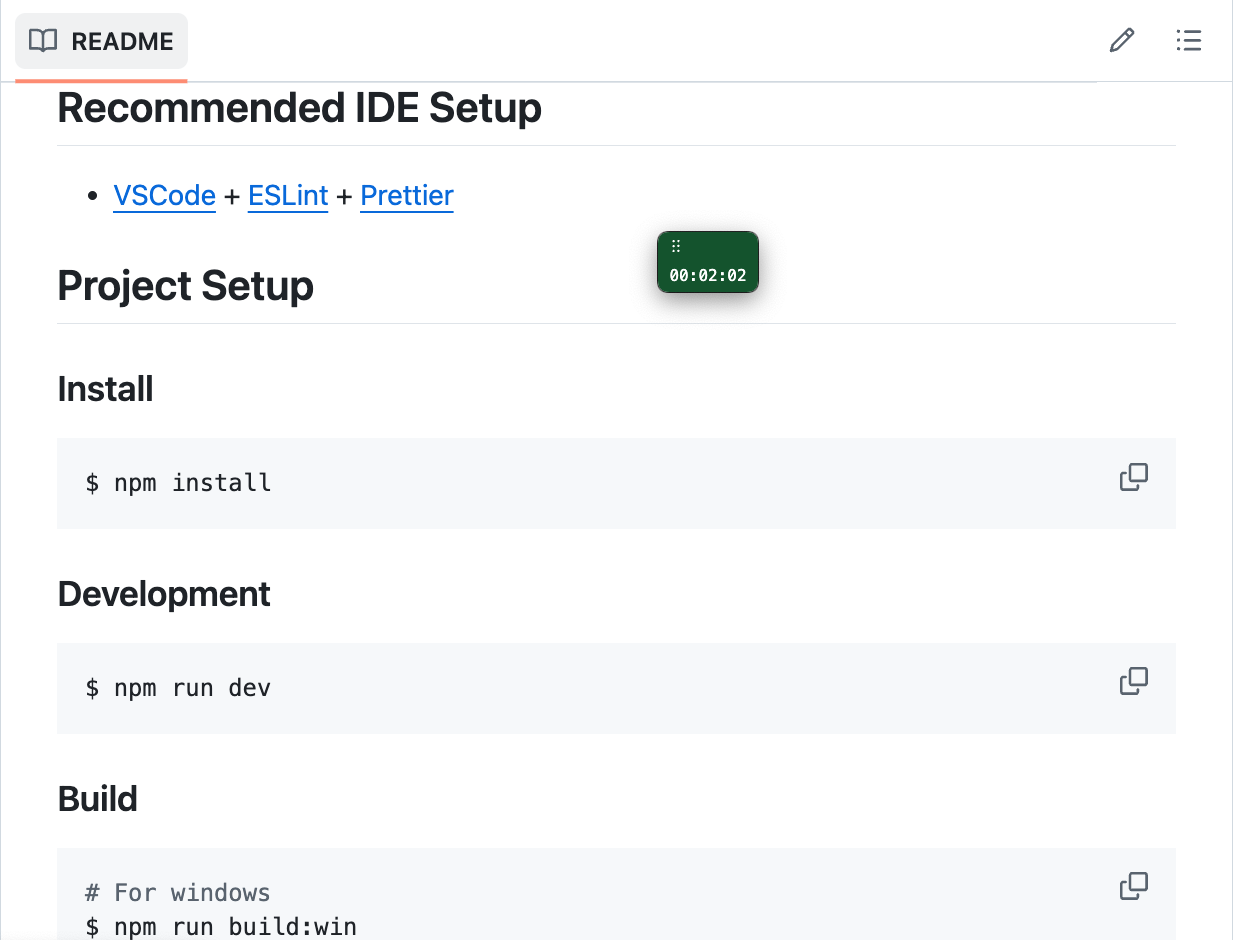 README
Recommended IDE Setup
• VSCode + ESLint + Prettier
00:02:02
Project Setup
Install
$ npm install
Development
$ npm run dev
Build
# For windows
$ npm run build:win